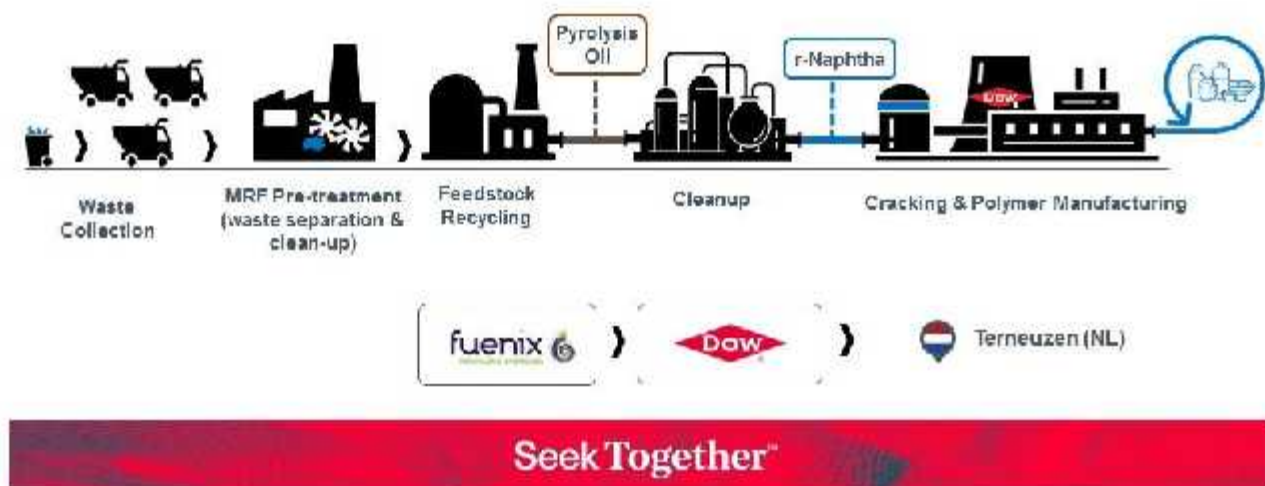 Pyrolysis
Oil
r-Naphtha
Dow
Waste
Collection
MRF Pre-treatment
(waste separation &
clean-up)
Feedstock
Recycling
Cleanup
Cracking & Polymer Manufacturing
fuenix
Dow
Terneuzen (NL)
Seek Together™